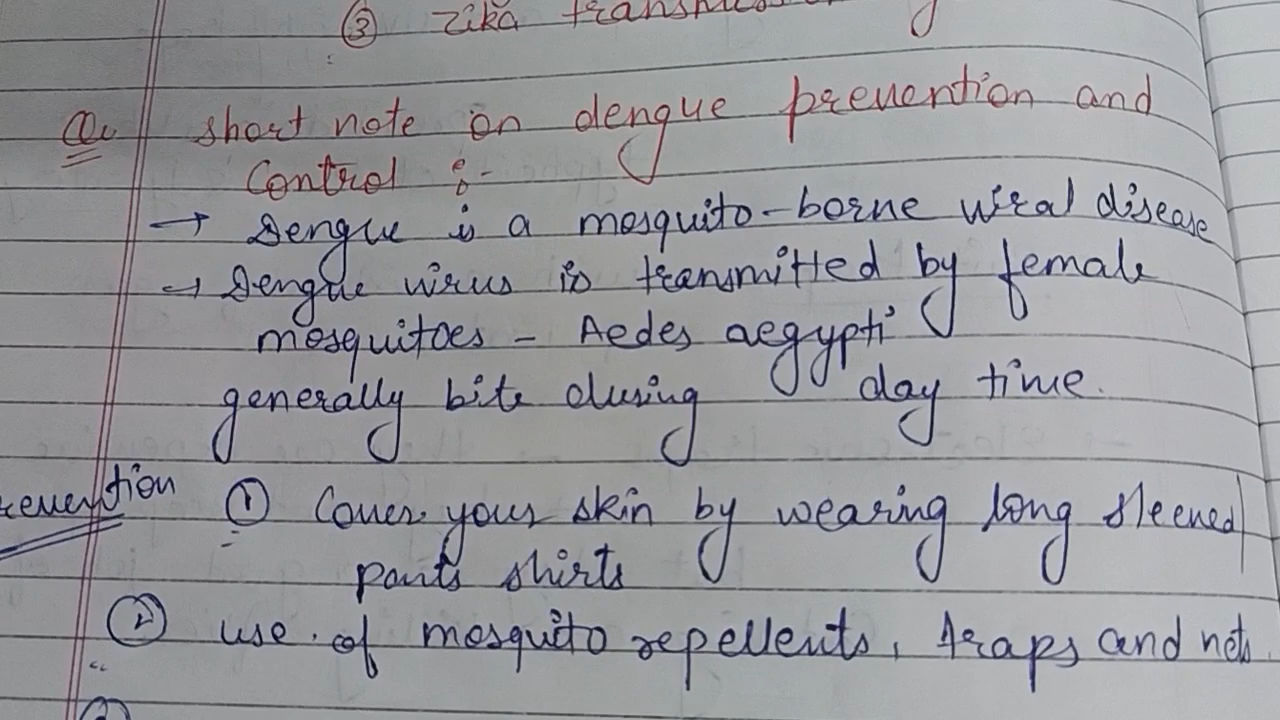 ③ zika
Q. short note on dengue prevention and
Control :-
→ Dengue is a mosquito-borne viral disease
→ Dengue virus is transmitted by female
mosquitoes - Aedes aegypti
generally bite during day time.
revention ① Cover your skin by wearing long sleeved
pants shirts
② use of mosquito repellents, traps and nets.